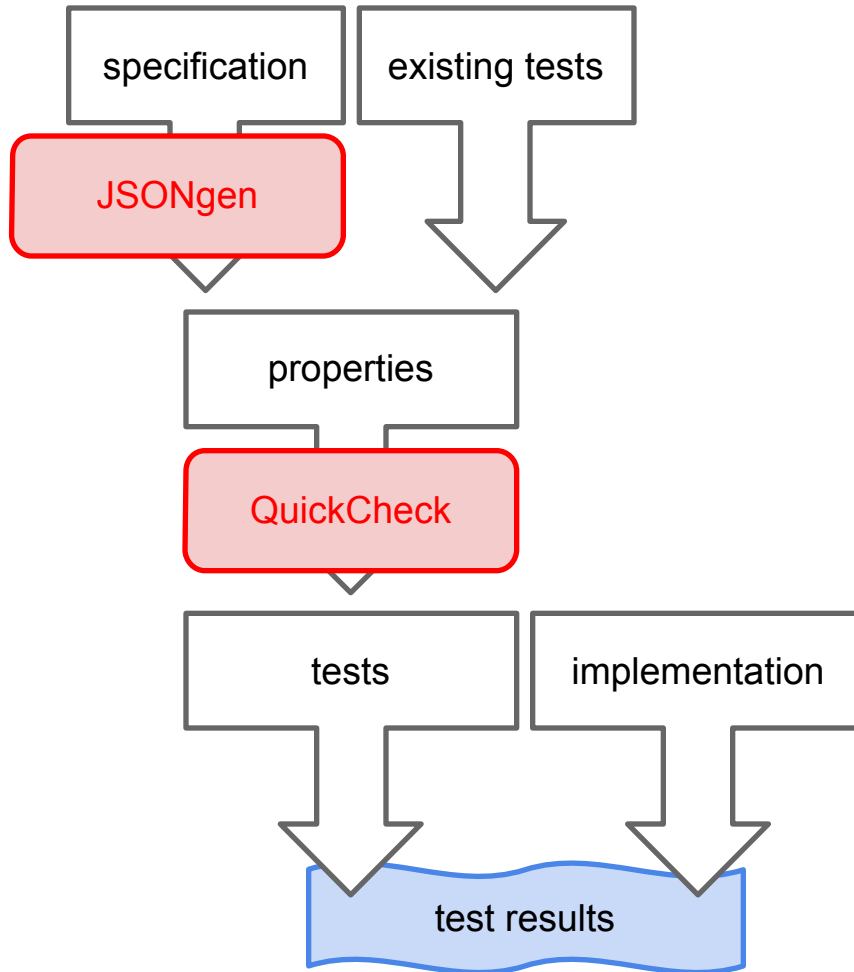 specification
existing tests
JSONgen
properties
QuickCheck
tests
implementation
test results